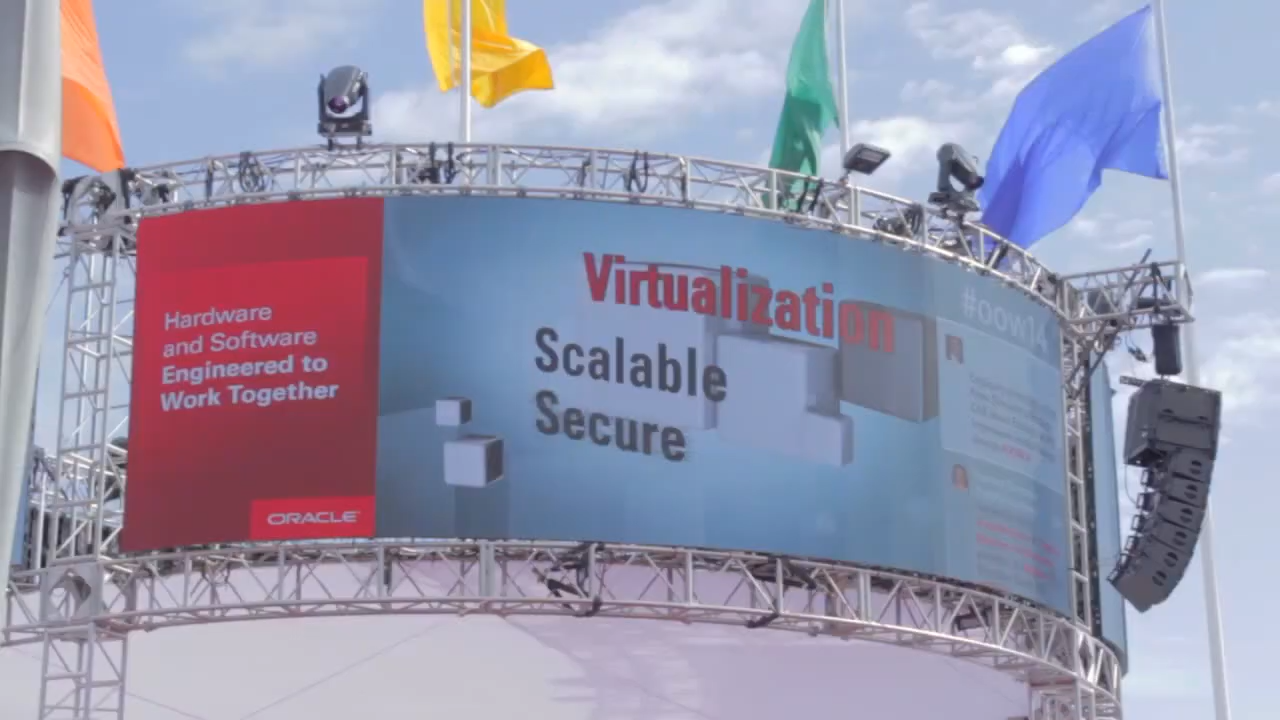 Hardware
and Software
Engineered to
Work Together
ORACLE
Virtualization
Scalable
Secure
#oow14